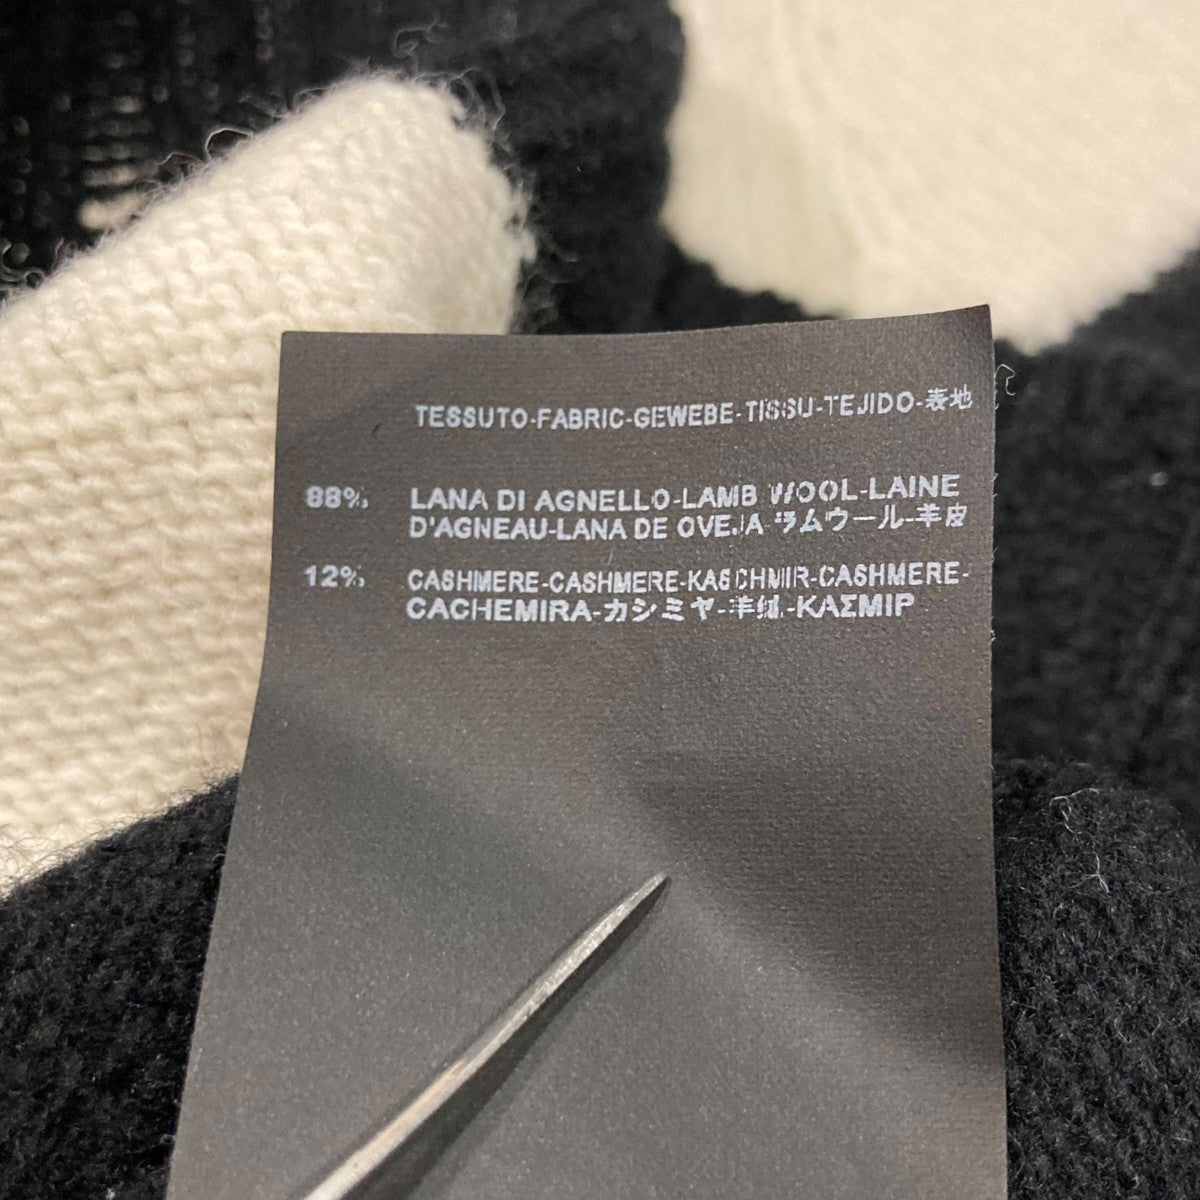 TESSUTO-FABRIC-GEWEBE-TISSU-TEJIDO-表地
88% LANA DI AGNELLO-LAMB WOOL-LAINE
D'AGNEAU-LANA DE OVEJA ラムウール-羊皮
12% CASHMERE-CASHMERE-KASCHMIR-CASHMERE-
CACHEMIRA-カシミヤ-羊绒.-ΚΑΣΜΙΡ